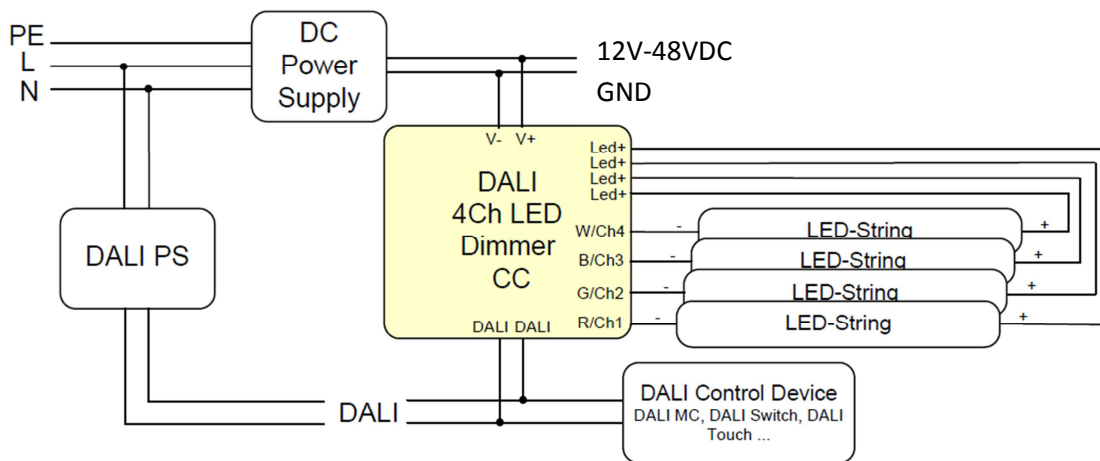 PE
L
N
DC
Power
Supply
12V-48VDC
GND
V- V+
Led+
Led+
Led+
Led+
DALI
4Ch LED
Dimmer
CC
W/Ch4
B/Ch3
G/Ch2
R/Ch1
- LED-String +
- LED-String +
- LED-String +
- LED-String +
DALI DALI
DALI PS
DALI
DALI Control Device
DALI MC, DALI Switch, DALI
Touch ...